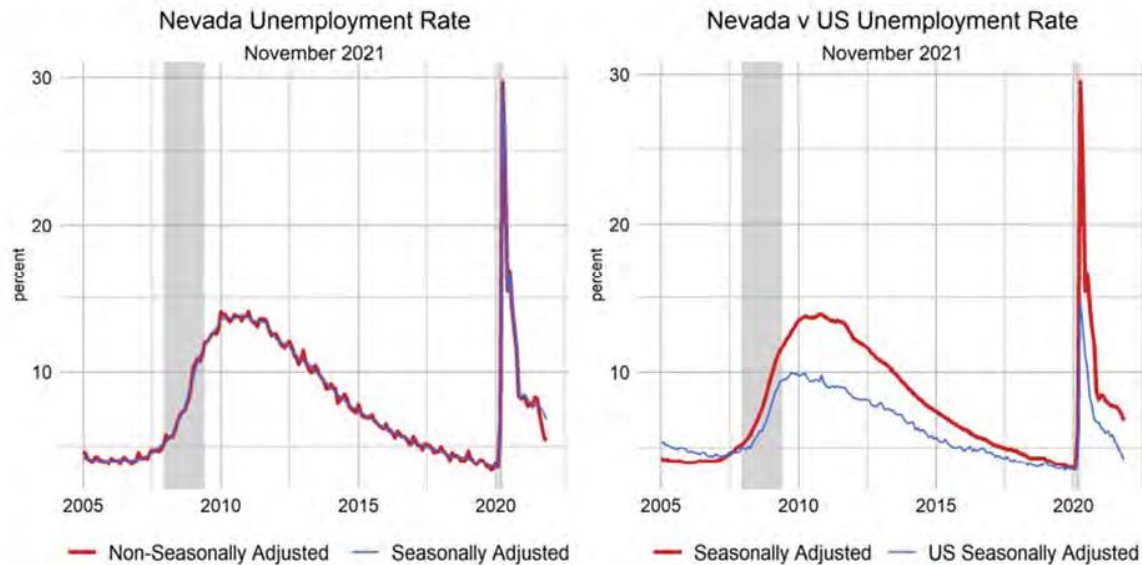 Nevada Unemployment Rate
November 2021
30
20
10
percent
2005
2010
2015
2020
Non-Seasonally Adjusted
Seasonally Adjusted
Nevada v US Unemployment Rate
November 2021
30
20
10
percent
2005
2010
2015
2020
Seasonally Adjusted
US Seasonally Adjusted